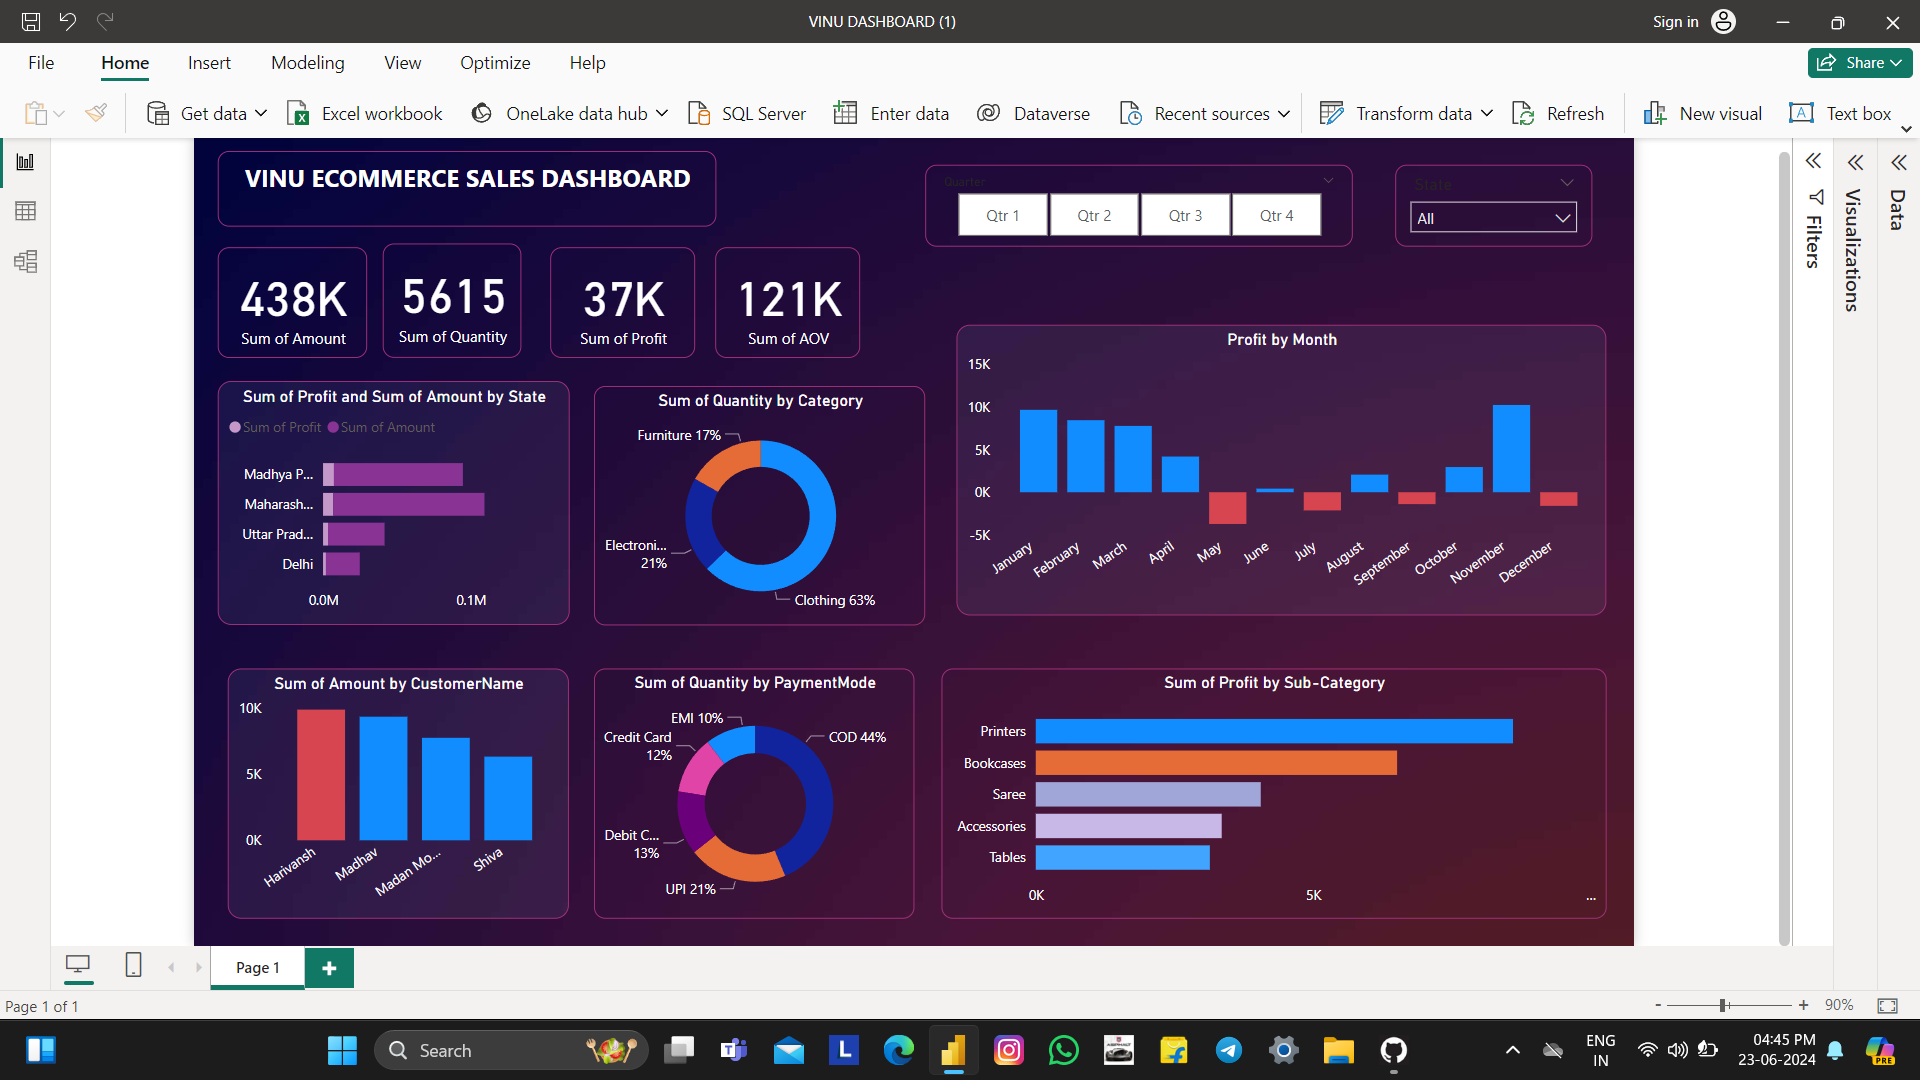 VINU DASHBOARD (1)
Sign in
File
Home
Insert
Modeling
View
Optimize
Help
Share
Get data
Excel workbook
OneLake data hub
SQL Server
Enter data
Dataverse
Recent sources
Transform data
Refresh
New visual
Text box
VINU ECOMMERCE SALES DASHBOARD
Quarter
Qtr 1
Qtr 2
Qtr 3
Qtr 4
State
All
Filters
Visualizations
Data
438K
Sum of Amount
5615
Sum of Quantity
37K
Sum of Profit
121K
Sum of AOV
Sum of Profit and Sum of Amount by State
Sum of Profit
Sum of Amount
Madhya P...
Maharash...
Uttar Prad...
Delhi
0.0M
0.1M
Sum of Quantity by Category
Furniture 17%
Electroni...
21%
Clothing 63%
Profit by Month
15K
10K
5K
0K
-5K
January
February
March
April
May
June
July
August
September
October
November
December
Sum of Amount by CustomerName
10K
5K
0K
Harivansh
Madhav
Madan Mo...
Shiva
Sum of Quantity by PaymentMode
EMI 10%
Credit Card
12%
COD 44%
Debit C...
13%
UPI 21%
Sum of Profit by Sub-Category
Printers
Bookcases
Saree
Accessories
Tables
0K
5K
...
Page 1
Page 1 of 1
90%
Search
L
ENG
IN
04:45 PM
23-06-2024
PRE